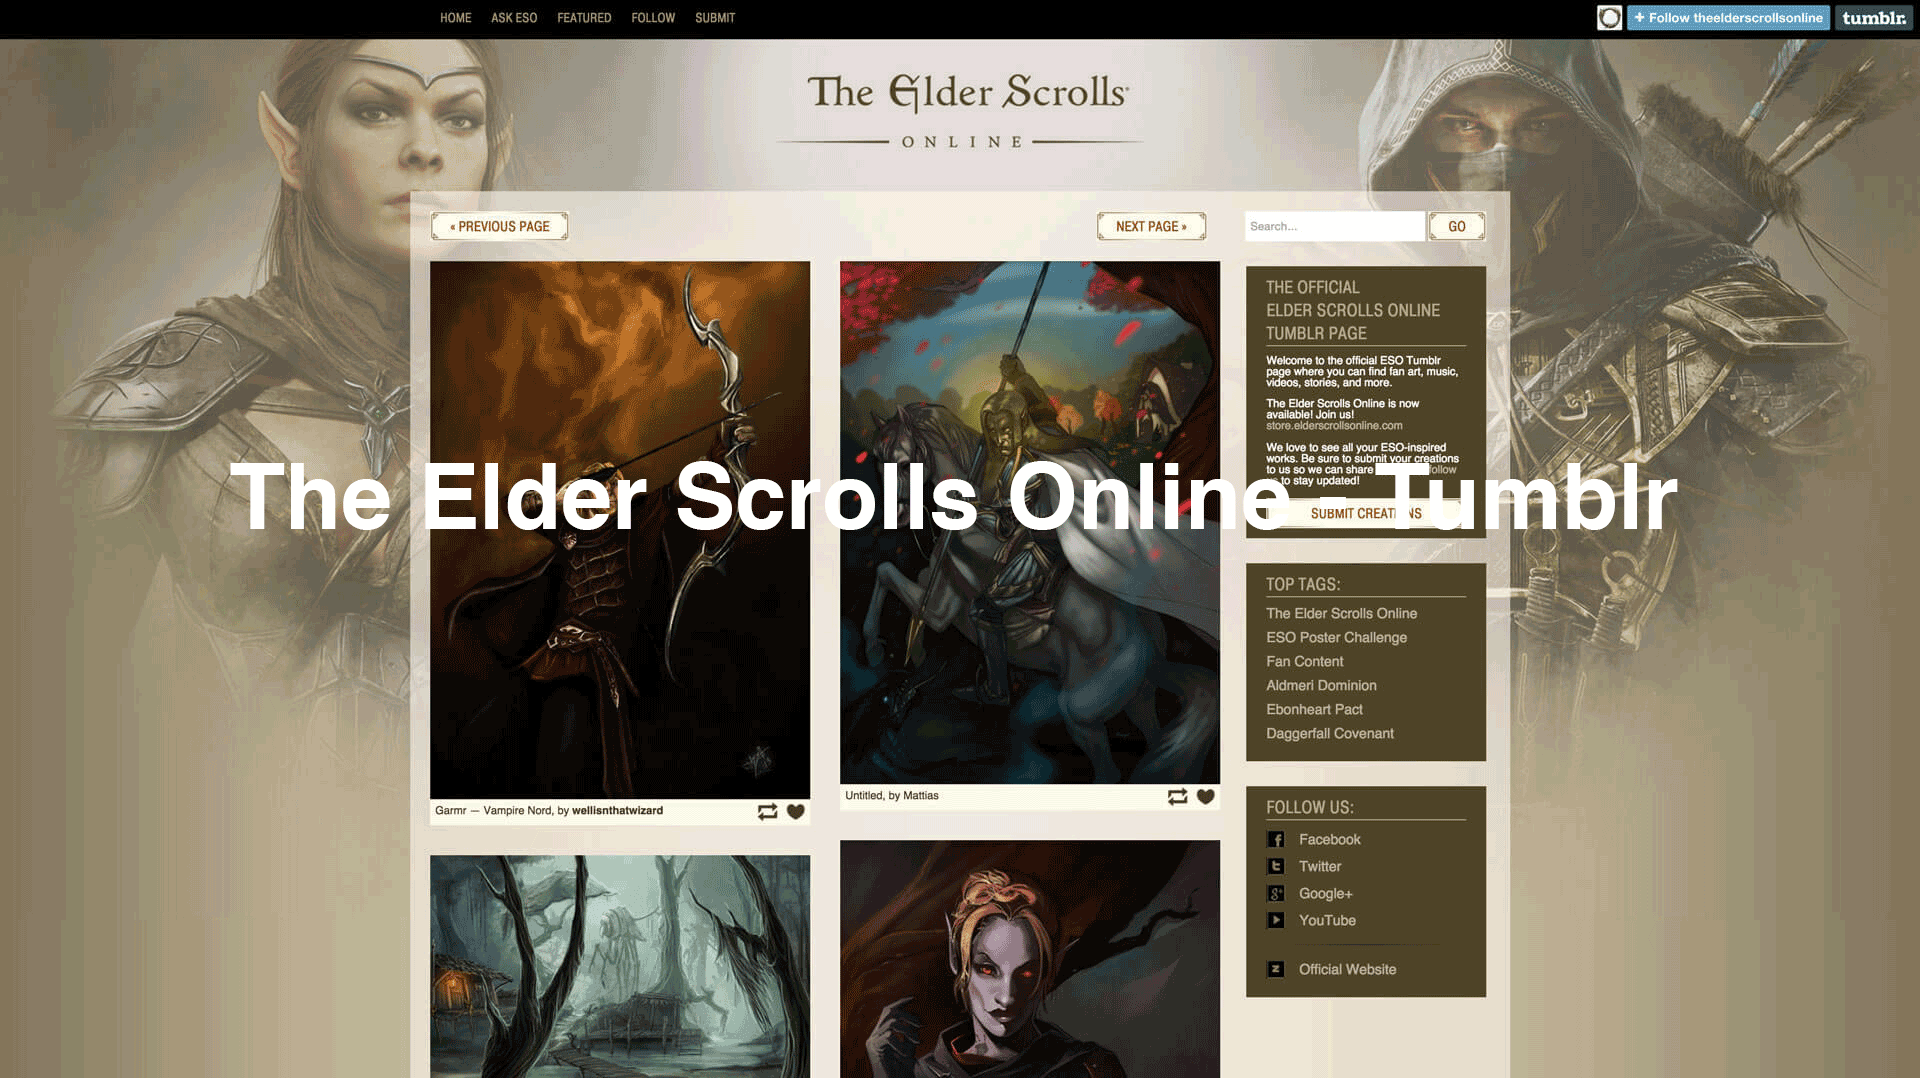 HOME ASK ESO FEATURED FOLLOW SUBMIT
+ Follow theelderscrollsonline
tumblr.
The Elder Scrolls
ONLINE
« PREVIOUS PAGE
NEXT PAGE »
Search...
GO
THE OFFICIAL
ELDER SCROLLS ONLINE
TUMBLR PAGE
Welcome to the official ESO Tumblr
page where you can find fan art, music,
videos, stories, and more.
The Elder Scrolls Online is now
available! Join us!
store.elderscrollsonline.com
We love to see all your ESO-inspired
works. Be sure to submit your creations
to us so we can share follow
to stay updated!
SUBMIT CREATIONS
The Elder Scrolls Online - Tumblr
TOP TAGS:
The Elder Scrolls Online
ESO Poster Challenge
Fan Content
Aldmeri Dominion
Ebonheart Pact
Daggerfall Covenant
Garmr — Vampire Nord, by wellisnthatwizard
Untitled, by Mattias
FOLLOW US:
Facebook
Twitter
Google+
YouTube
Official Website